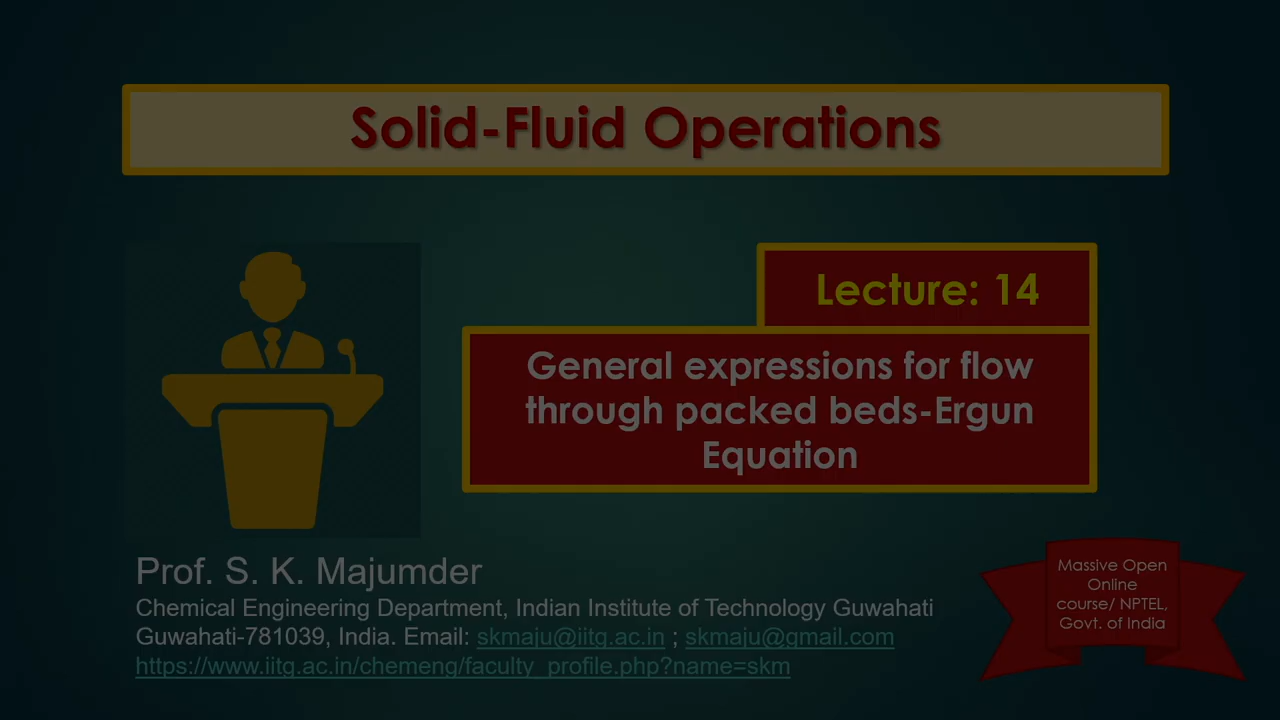 Solid-Fluid Operations
Lecture: 14
General expressions for flow
through packed beds-Ergun
Equation
Prof. S. K. Majumder
Chemical Engineering Department, Indian Institute of Technology Guwahati
Guwahati-781039, India. Email: skmaju@iitg.ac.in ; skmaju@gmail.com
https://www.iitg.ac.in/chemeng/faculty_profile.php?name=skm
Massive Open
Online
course/ NPTEL,
Govt. of India